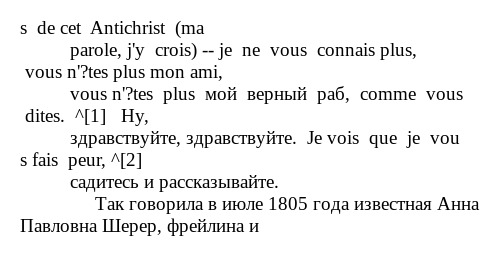 s  de cet  Antichrist  (ma
parole, j'y  crois) -- je  ne  vous  connais plus,
vous n'?tes plus mon ami,
vous n'?tes  plus  мой  верный  раб,  comme  vous
dites.  ^[1]   Ну,
здравствуйте, здравствуйте.  Je vois  que  je  vou
s fais  peur, ^[2]
садитесь и рассказывайте.
Так говорила в июле 1805 года известная Анна
Павловна Шерер, фрейлина и